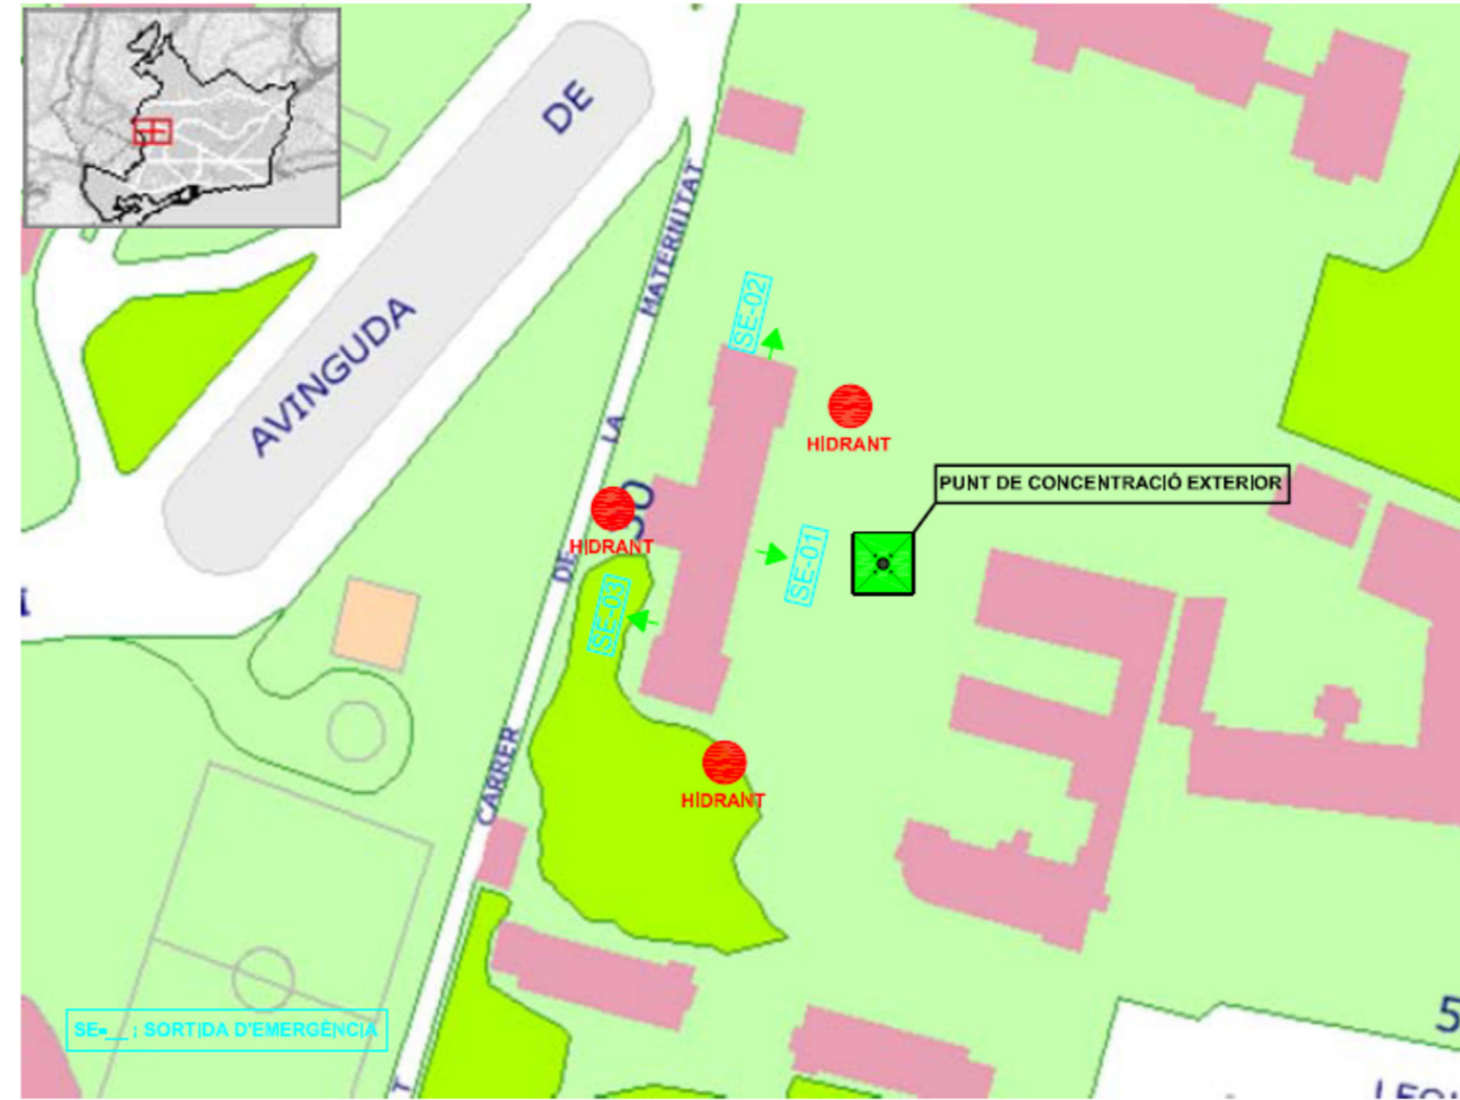 DE
AVINGUDA
MATERNITAT
SE-02
LA
HIDRANT
PUNT DE CONCENTRACIÓ EXTERIOR
HIDRANT
DE
SE-01
SE-03
CARRER
HIDRANT
SE-__ : SORTIDA D'EMERGÈNCIA
5
T